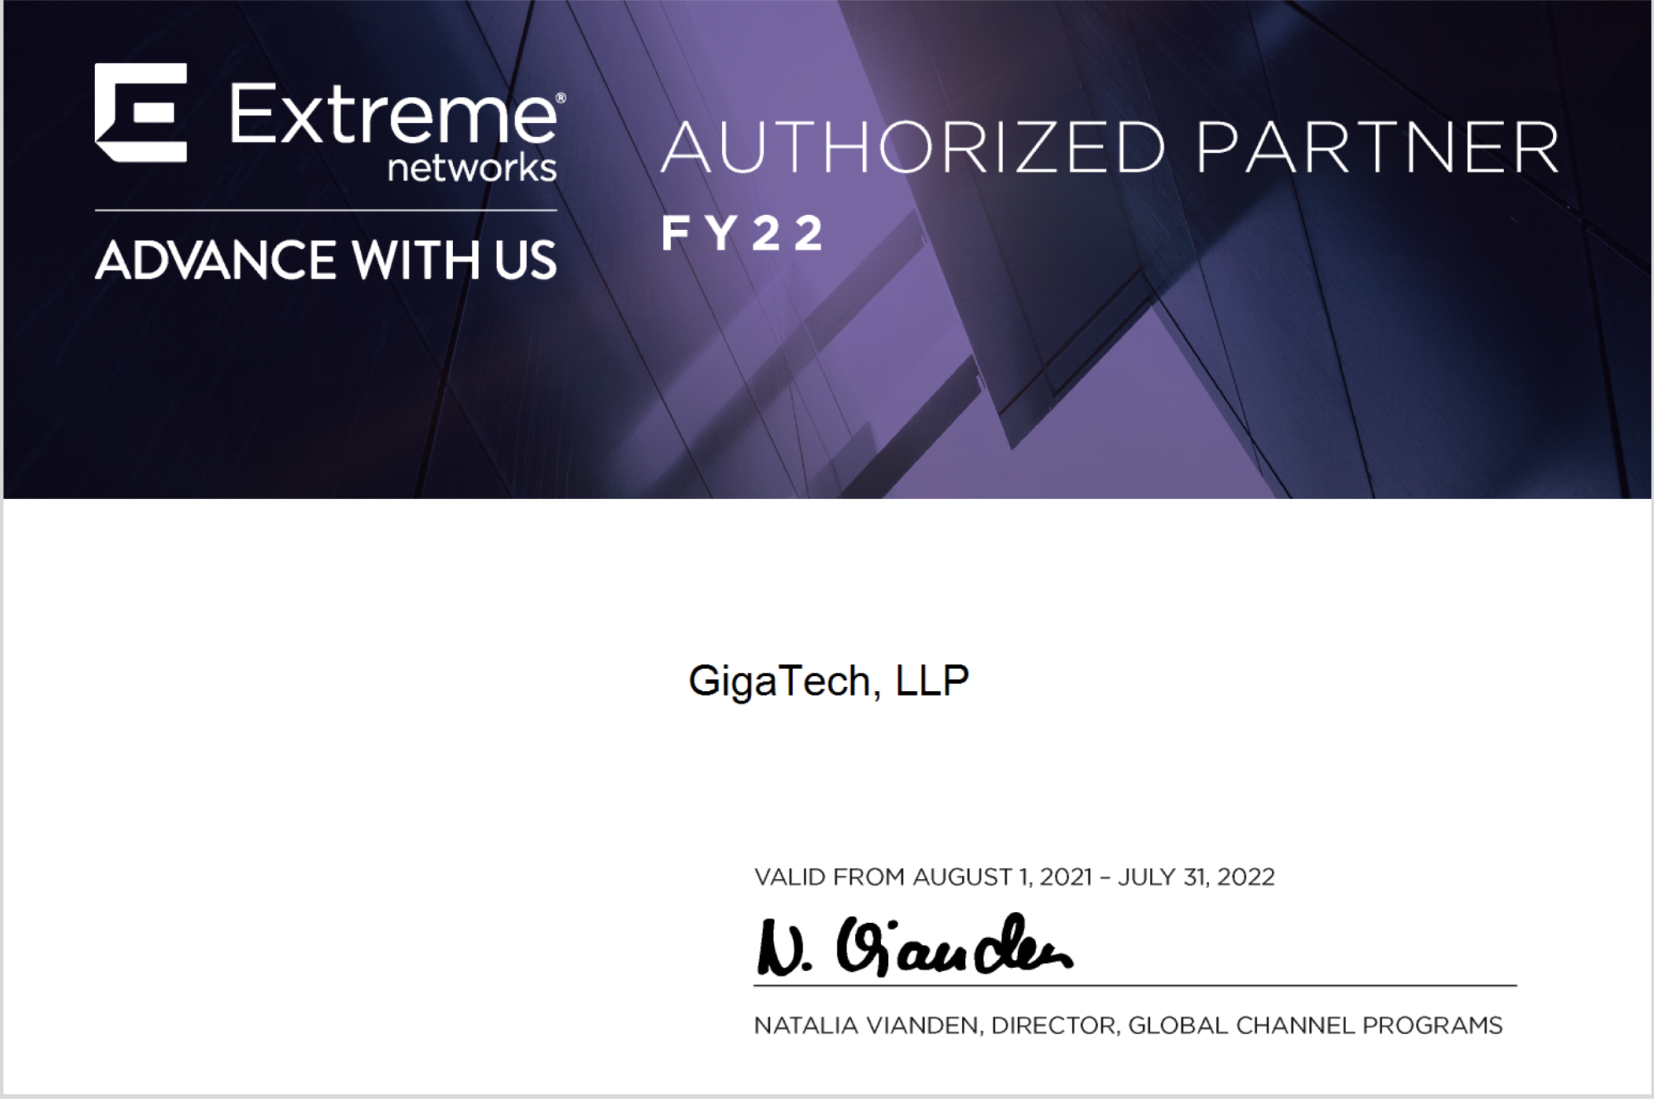 Extreme®
networks
ADVANCE WITH US
AUTHORIZED PARTNER
FY22
GigaTech, LLP
VALID FROM AUGUST 1, 2021 – JULY 31, 2022
N. Vianden
NATALIA VIANDEN, DIRECTOR, GLOBAL CHANNEL PROGRAMS